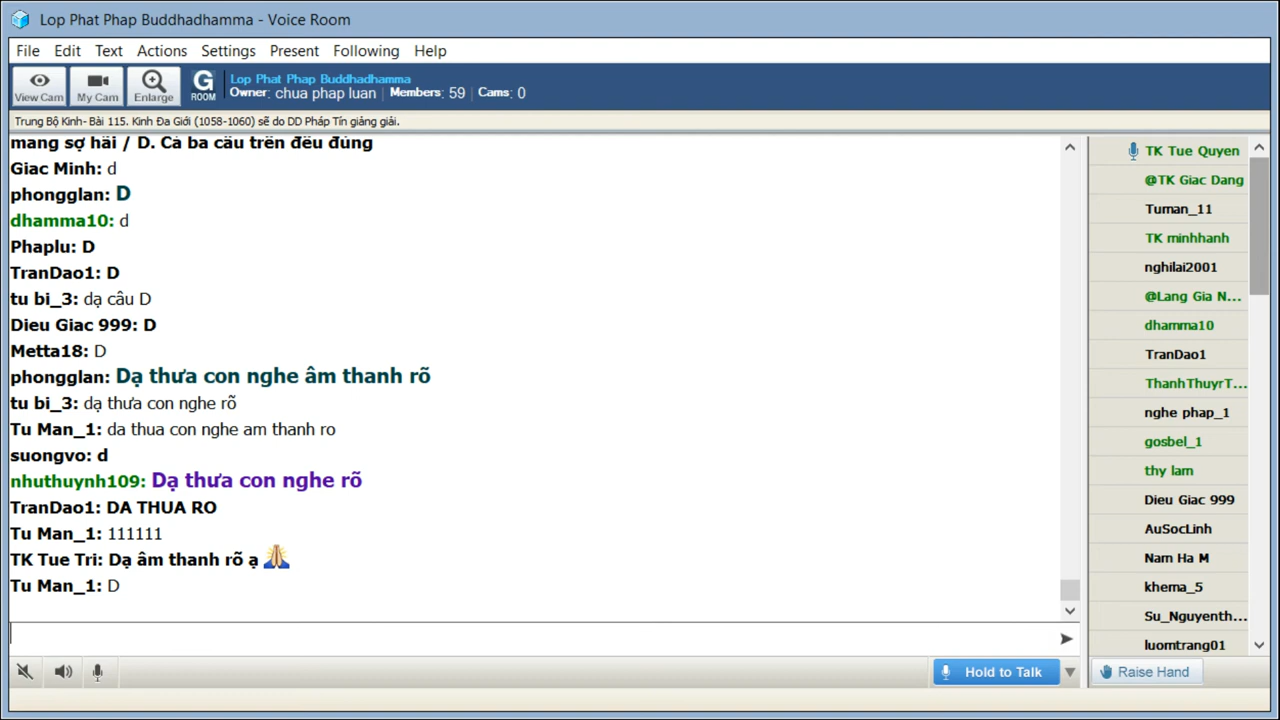 Lop Phat Phap Buddhadhamma - Voice Room
File Edit Text Actions Settings Present Following Help
View Cam My Cam Enlarge G ROOM
Lop Phat Phap Buddhadhamma
Owner: chua phap luan | Members: 59 | Cams: 0
Trung Bộ Kinh- Bài 115. Kinh Đa Giới (1058-1060) sẽ do DD Pháp Tín giảng giải.
mang sợ hãi / D. Cả ba câu trên đều đúng
Giac Minh: d
phongglan: D
dhamma10: d
Phaplu: D
TranDao1: D
tu bi_3: dạ câu D
Dieu Giac 999: D
Metta18: D
phongglan: Dạ thưa con nghe âm thanh rõ
tu bi_3: dạ thưa con nghe rõ
Tu Man_1: da thua con nghe am thanh ro
suongvo: d
nhuthuynh109: Dạ thưa con nghe rõ
TranDao1: DA THUA RO
Tu Man_1: 111111
TK Tue Tri: Dạ âm thanh rõ ạ
Tu Man_1: D
TK Tue Quyen
@TK Giac Dang
Tuman_11
TK minhhanh
nghilai2001
@Lang Gia N...
dhamma10
TranDao1
ThanhThuyrT...
nghe phap_1
gosbel_1
thy lam
Dieu Giac 999
AuSocLinh
Nam Ha M
khema_5
Su_Nguyenth...
luomtrang01
Hold to Talk
Raise Hand